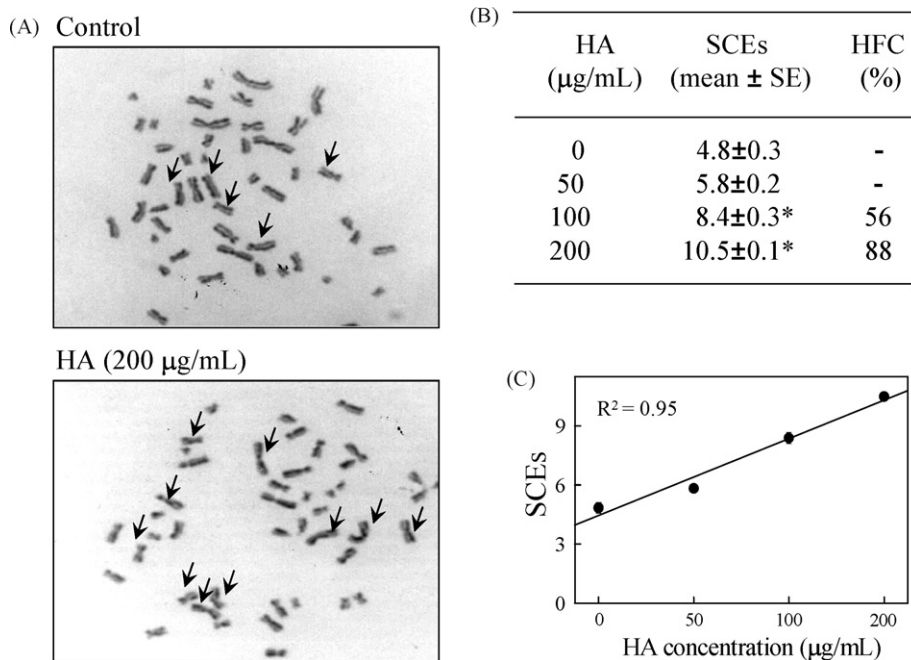 (A) Control
HA (200 μg/mL)
(B)
HA SCEs HFC
(μg/mL) (mean ± SE) (%)
0 4.8±0.3 -
50 5.8±0.2 -
100 8.4±0.3* 56
200 10.5±0.1* 88
(C)
R² = 0.95
SCEs
9
6
3
0
0 50 100 200
HA concentration (μg/mL)